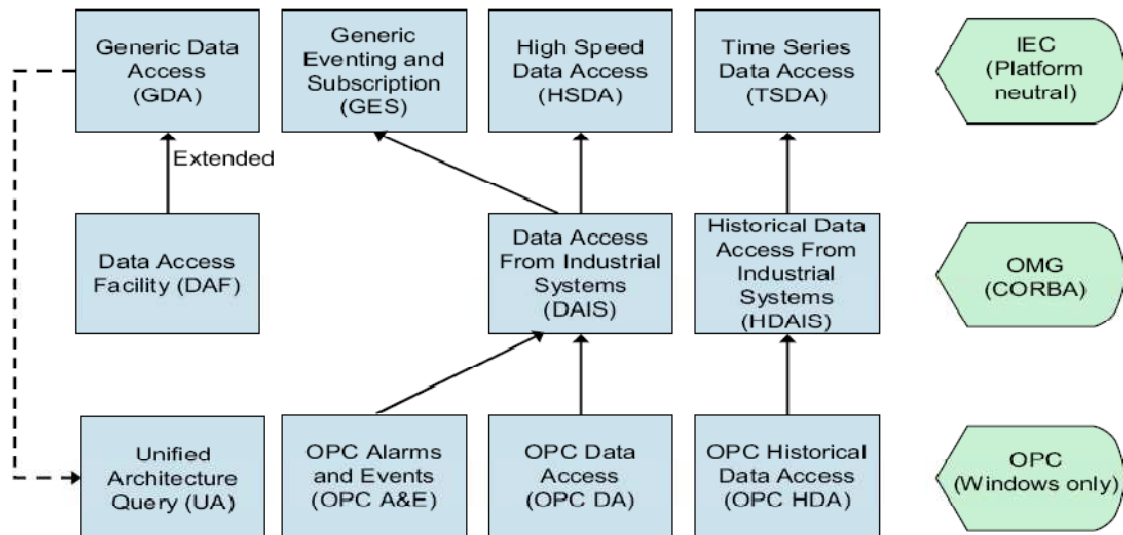 Generic Data
Access
(GDA)
Generic
Eventing and
Subscription
(GES)
High Speed
Data Access
(HSDA)
Time Series
Data Access
(TSDA)
IEC
(Platform
neutral)
Extended
Data Access
Facility (DAF)
Data Access
From Industrial
Systems
(DAIS)
Historical Data
Access From
Industrial
Systems
(HDAIS)
OMG
(CORBA)
Unified
Architecture
Query (UA)
OPC Alarms
and Events
(OPC A&E)
OPC Data
Access
(OPC DA)
OPC Historical
Data Access
(OPC HDA)
OPC
(Windows only)